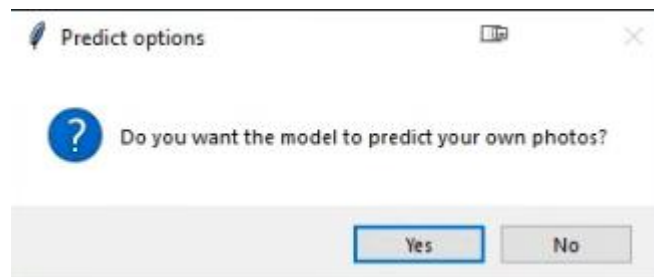 Predict options
Do you want the model to predict your own photos?
Yes
No